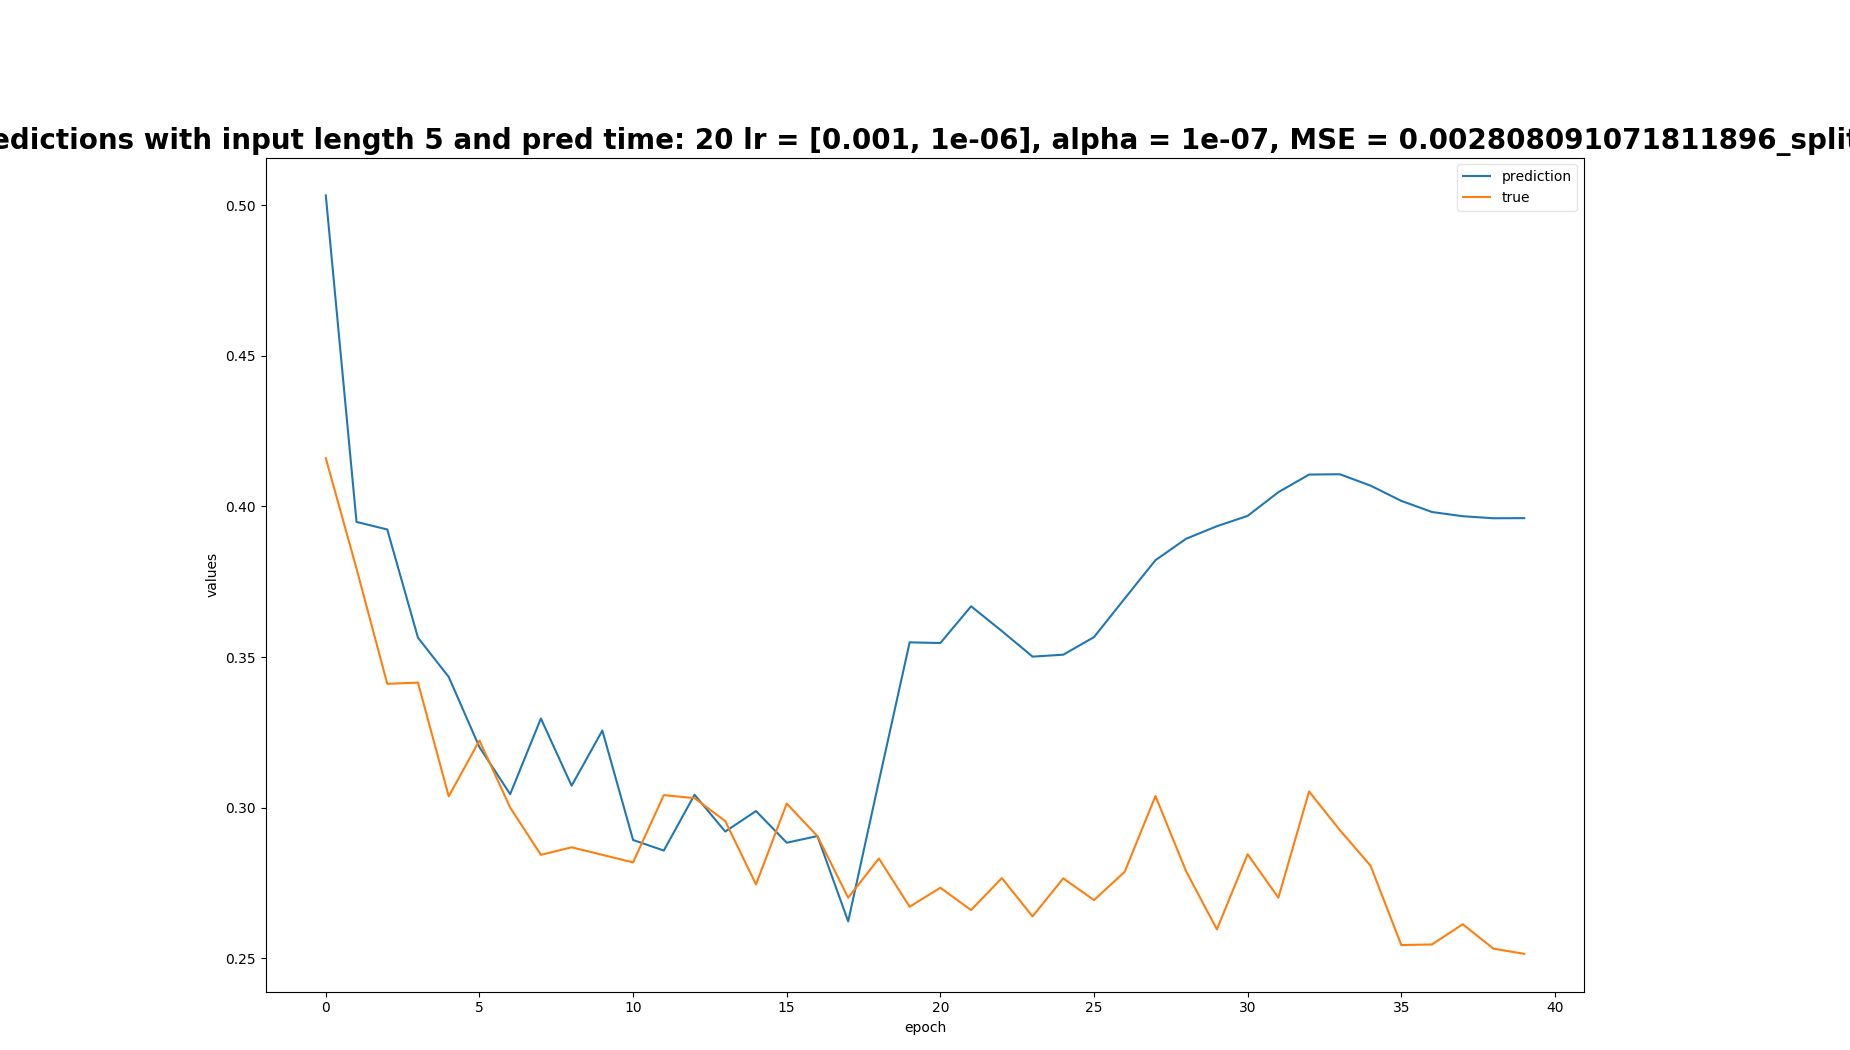 edictions with input length 5 and pred time: 20 lr = [0.001, 1e-06], alpha = 1e-07, MSE = 0.002808091071811896_split
prediction
true
0.50
0.45
0.40
0.35
0.30
0.25
values
0 5 10 15 20 25 30 35 40
epoch